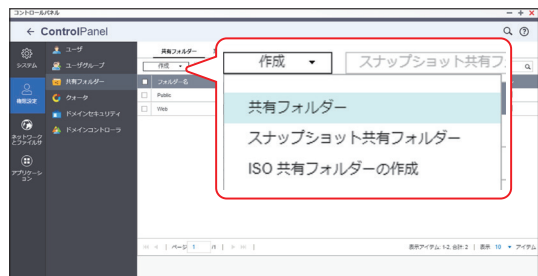 コントロールパネル
ControlPanel
システム
権限設定
ネットワーク
とファイルサ
アプリケーシ
ョン
ユーザ
ユーザグループ
共有フォルダー
クォータ
ドメインセキュリティ
ドメインコントローラ
共有フォルダー
作成
フォルダー名
Public
Web
作成
スナップショット共有フ
共有フォルダー
スナップショット共有フォルダー
ISO 共有フォルダーの作成
ページ 1 /1
表示アイテム: 1-2, 合計: 2 | 表示 10 アイテム